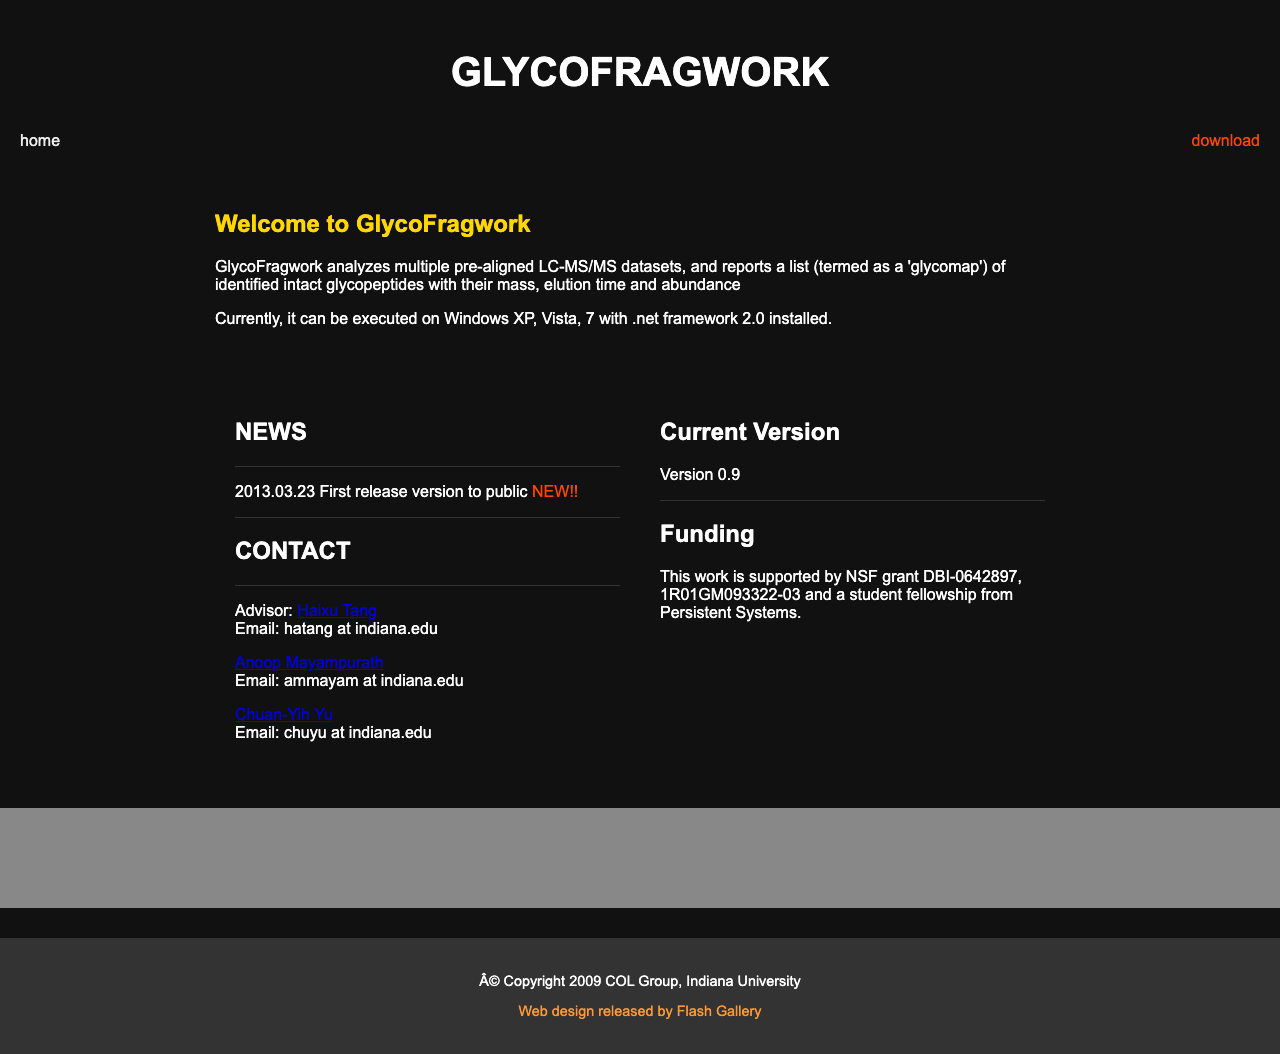 GLYCOFRAGWORK
home
download
Welcome to GlycoFragwork
GlycoFragwork analyzes multiple pre-aligned LC-MS/MS datasets, and reports a list (termed as a 'glycomap') of
identified intact glycopeptides with their mass, elution time and abundance
Currently, it can be executed on Windows XP, Vista, 7 with .net framework 2.0 installed.
NEWS
2013.03.23 First release version to public NEW!!
CONTACT
Advisor: Haixu Tang
Email: hatang at indiana.edu
Anoop Mayampurath
Email: ammayam at indiana.edu
Chuan-Yih Yu
Email: chuyu at indiana.edu
Current Version
Version 0.9
Funding
This work is supported by NSF grant DBI-0642897,
1R01GM093322-03 and a student fellowship from
Persistent Systems.
Â© Copyright 2009 COL Group, Indiana University
Web design released by Flash Gallery